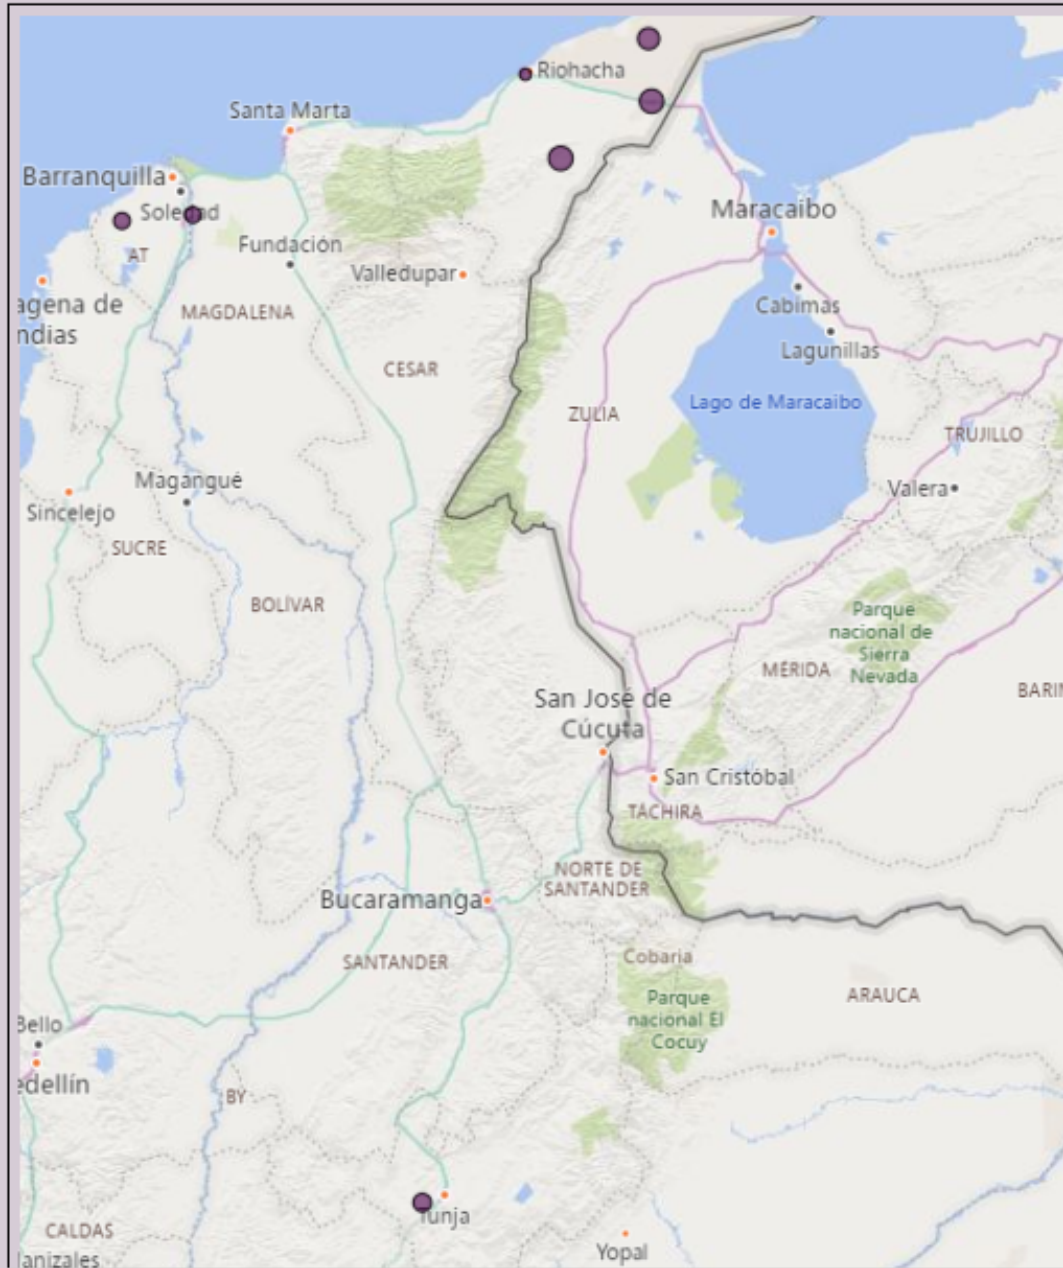 Riohacha
Santa Marta
Barranquilla
Soledad
Maracaibo
AT
Fundación
Valledupar
agena de
ndias
MAGDALENA
Cabimas
Lagunillas
CESAR
ZULIA
Lago de Maracaibo
TRUJILLO
Magangué
Valera
Sincelejo
SUCRE
BOLÍVAR
Parque
nacional de
Sierra
Nevada
MÉRIDA
BARIN
San José de
Cúcuta
San Cristóbal
TÁCHIRA
NORTE DE
SANTANDER
Bucaramanga
SANTANDER
Cobaria
ARAUCA
Parque
nacional El
Cocuy
Bello
edellín
BY
Tunja
CALDAS
Yopal
anizales